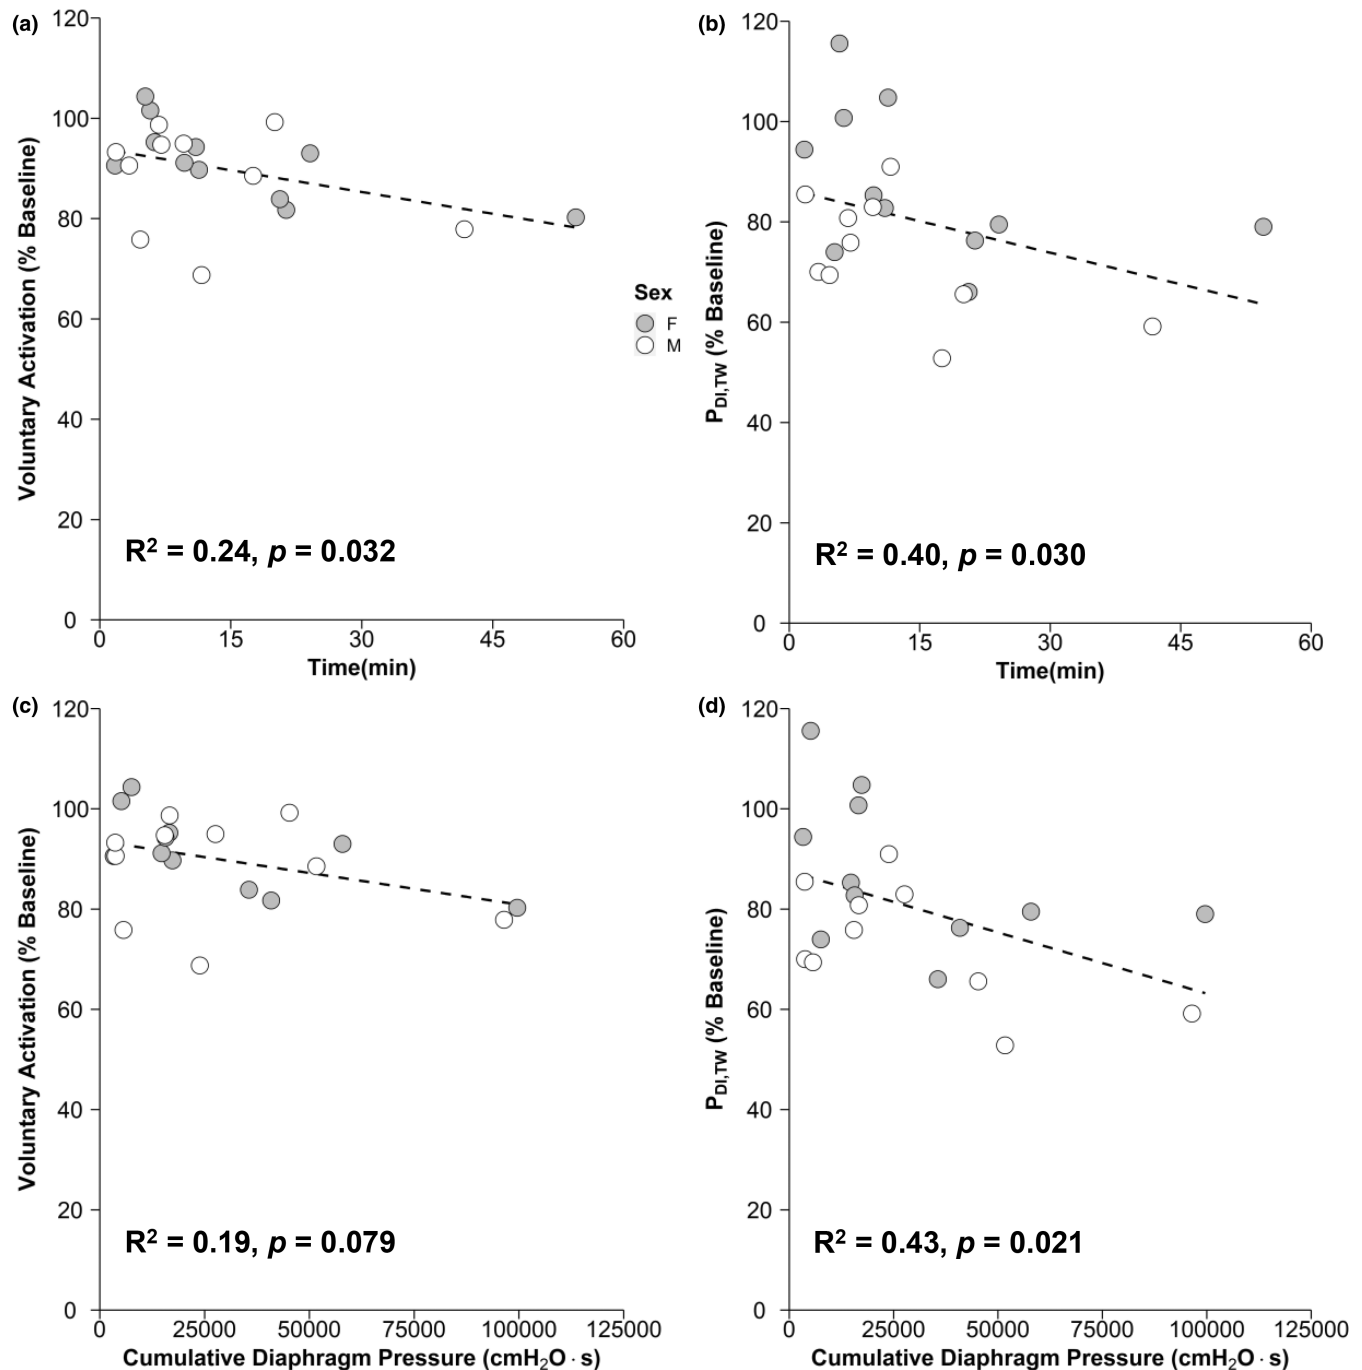 (a)
120
100
80
60
40
20
0
Voluntary Activation (% Baseline)
R² = 0.24, p = 0.032
0 15 30 45 60
Time(min)
Sex
F
M
(b)
120
100
80
60
40
20
0
P_DI,TW (% Baseline)
R² = 0.40, p = 0.030
0 15 30 45 60
Time(min)
(c)
120
100
80
60
40
20
0
Voluntary Activation (% Baseline)
R² = 0.19, p = 0.079
0 25000 50000 75000 100000 125000
Cumulative Diaphragm Pressure (cmH₂O · s)
(d)
120
100
80
60
40
20
0
P_DI,TW (% Baseline)
R² = 0.43, p = 0.021
0 25000 50000 75000 100000 125000
Cumulative Diaphragm Pressure (cmH₂O · s)